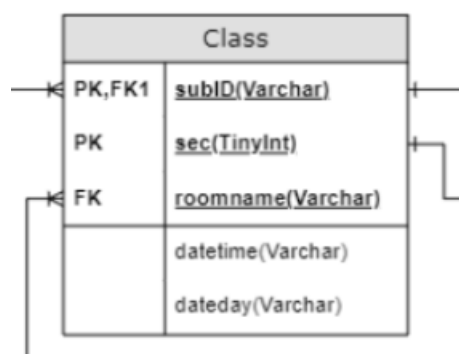 Class
PK,FK1 subID(Varchar)
PK sec(TinyInt)
FK roomname(Varchar)
datetime(Varchar)
dateday(Varchar)